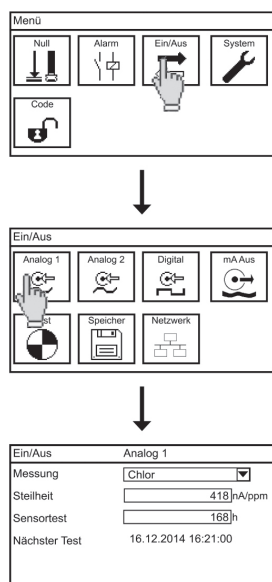 Menü
Null Alarm Ein/Aus System
Code
Ein/Aus
Analog 1 Analog 2 Digital mA Aus
Speicher Netzwerk
Ein/Aus Analog 1
Messung Chlor
Steilheit 418 nA/ppm
Sensortest 168 h
Nächster Test 16.12.2014 16:21:00